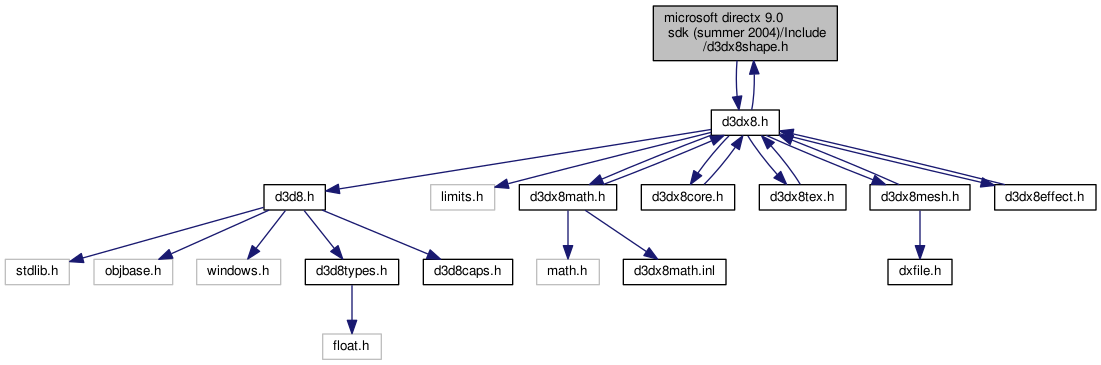 microsoft directx 9.0
sdk (summer 2004)/Include
/d3dx8shape.h
d3dx8.h
d3d8.h
limits.h
d3dx8math.h
d3dx8core.h
d3dx8tex.h
d3dx8mesh.h
d3dx8effect.h
stdlib.h
objbase.h
windows.h
d3d8types.h
d3d8caps.h
math.h
d3dx8math.inl
dxfile.h
float.h